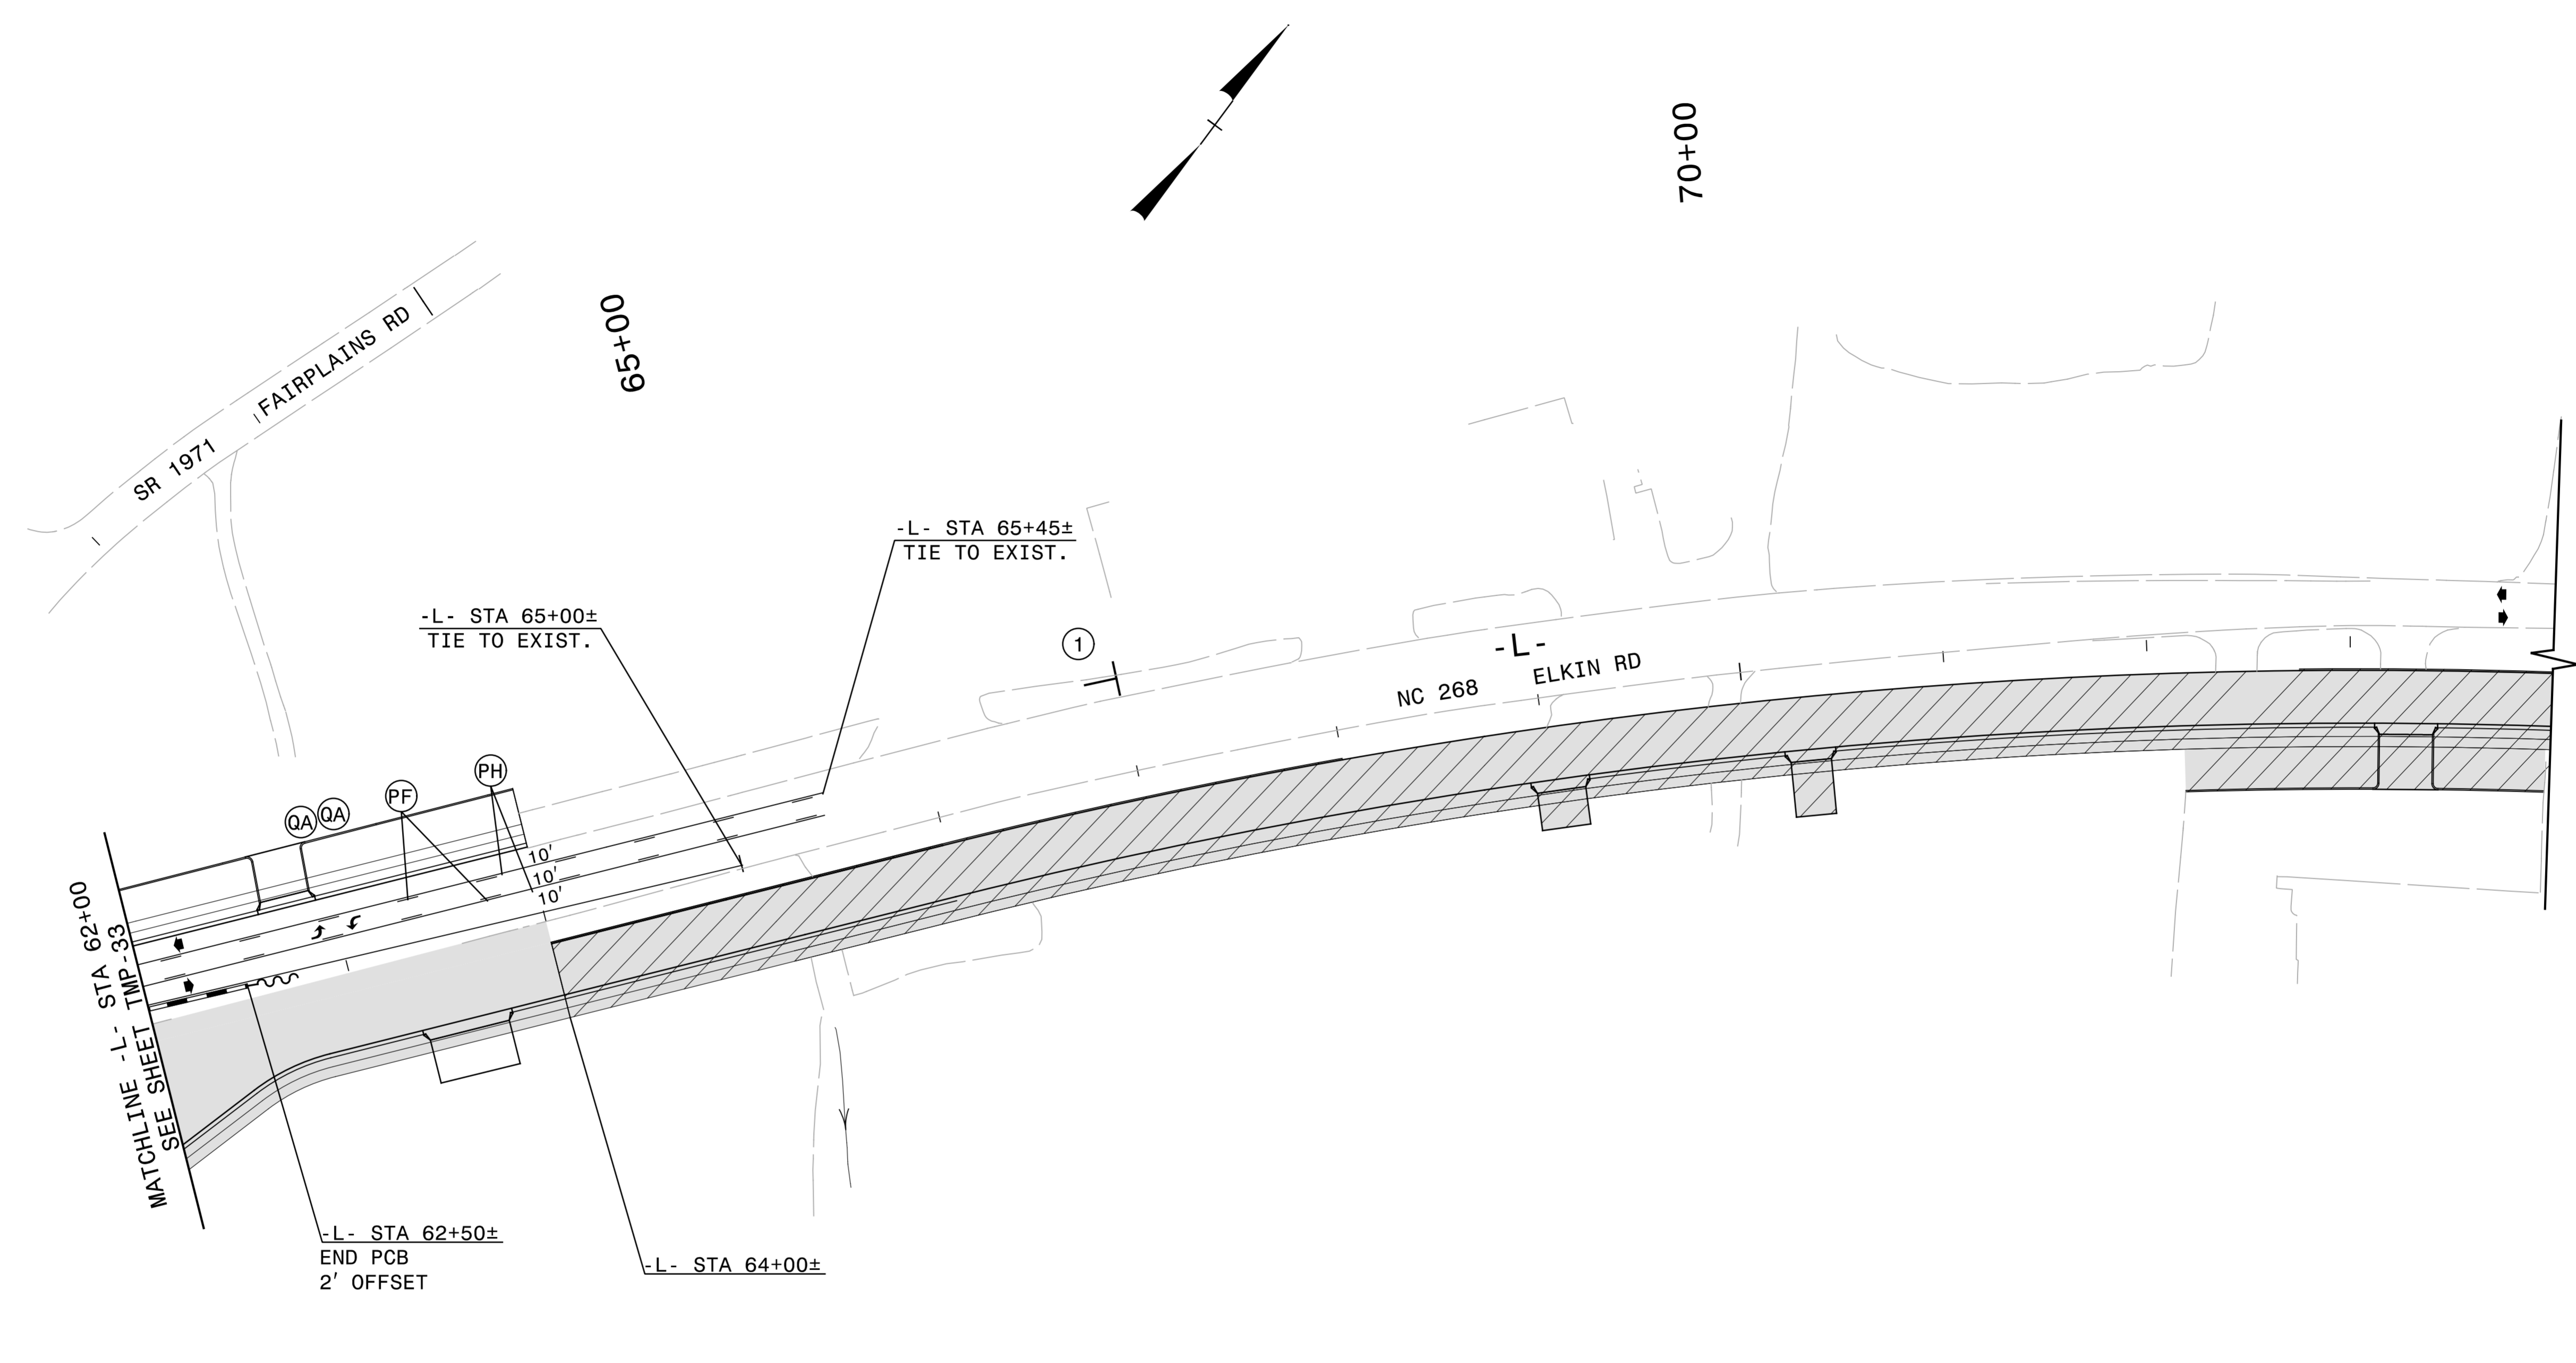 70+00
65+00
SR 1971 FAIRPLAINS RD
-L- STA 65+45±
TIE TO EXIST.
-L- STA 65+00±
TIE TO EXIST.
1
-L-
NC 268 ELKIN RD
PH
PF
QA QA
10'
10'
10'
MATCHLINE -L- STA 62+00
SEE SHEET TMP-33
-L- STA 62+50±
END PCB
2' OFFSET
-L- STA 64+00±